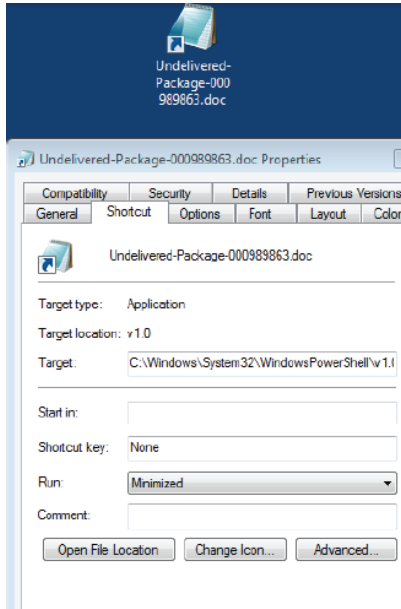 Undelivered-
Package-000
989863.doc
Undelivered-Package-000989863.doc Properties
Compatibility Security Details Previous Versions
General Shortcut Options Font Layout Color
Undelivered-Package-000989863.doc
Target type: Application
Target location: v1.0
Target: C:\Windows\System32\WindowsPowerShell\v1.(
Start in:
Shortcut key: None
Run: Minimized
Comment:
Open File Location Change Icon... Advanced...